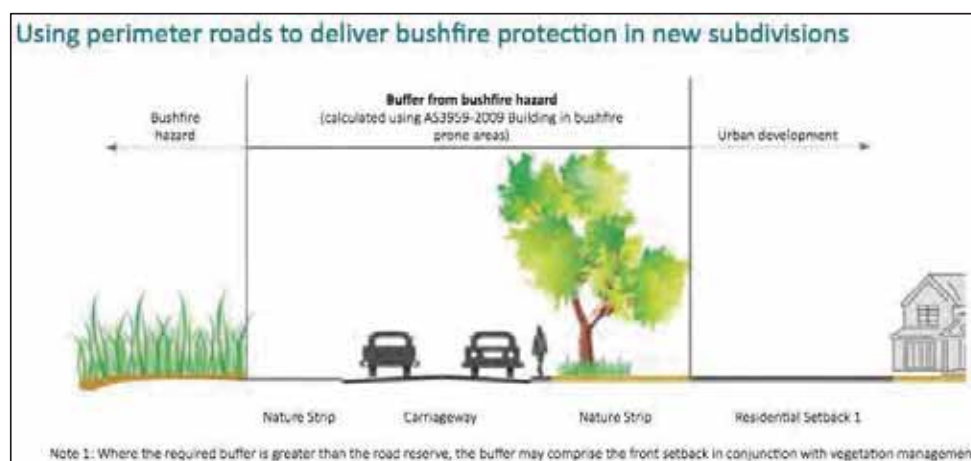 Using perimeter roads to deliver bushfire protection in new subdivisions
Bushfire
hazard
Buffer from bushfire hazard
(calculated using AS3959-2009 Building in bushfire
prone areas)
Urban development
Nature Strip
Carriageway
Nature Strip
Residential Setback 1
Note 1: Where the required buffer is greater than the road reserve, the buffer may comprise the front setback in conjunction with vegetation managemen